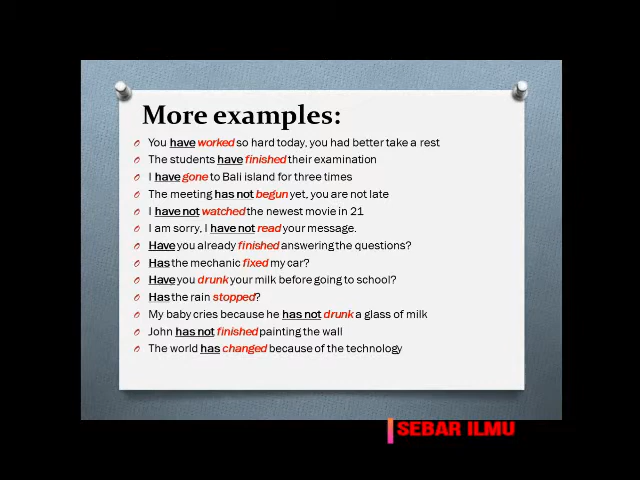 More examples:
You have worked so hard today, you had better take a rest
The students have finished their examination
I have gone to Bali island for three times
The meeting has not begun yet, you are not late
I have not watched the newest movie in 21
I am sorry, I have not read your message.
Have you already finished answering the questions?
Has the mechanic fixed my car?
Have you drunk your milk before going to school?
Has the rain stopped?
My baby cries because he has not drunk a glass of milk
John has not finished painting the wall
The world has changed because of the technology
SEBAR ILMU